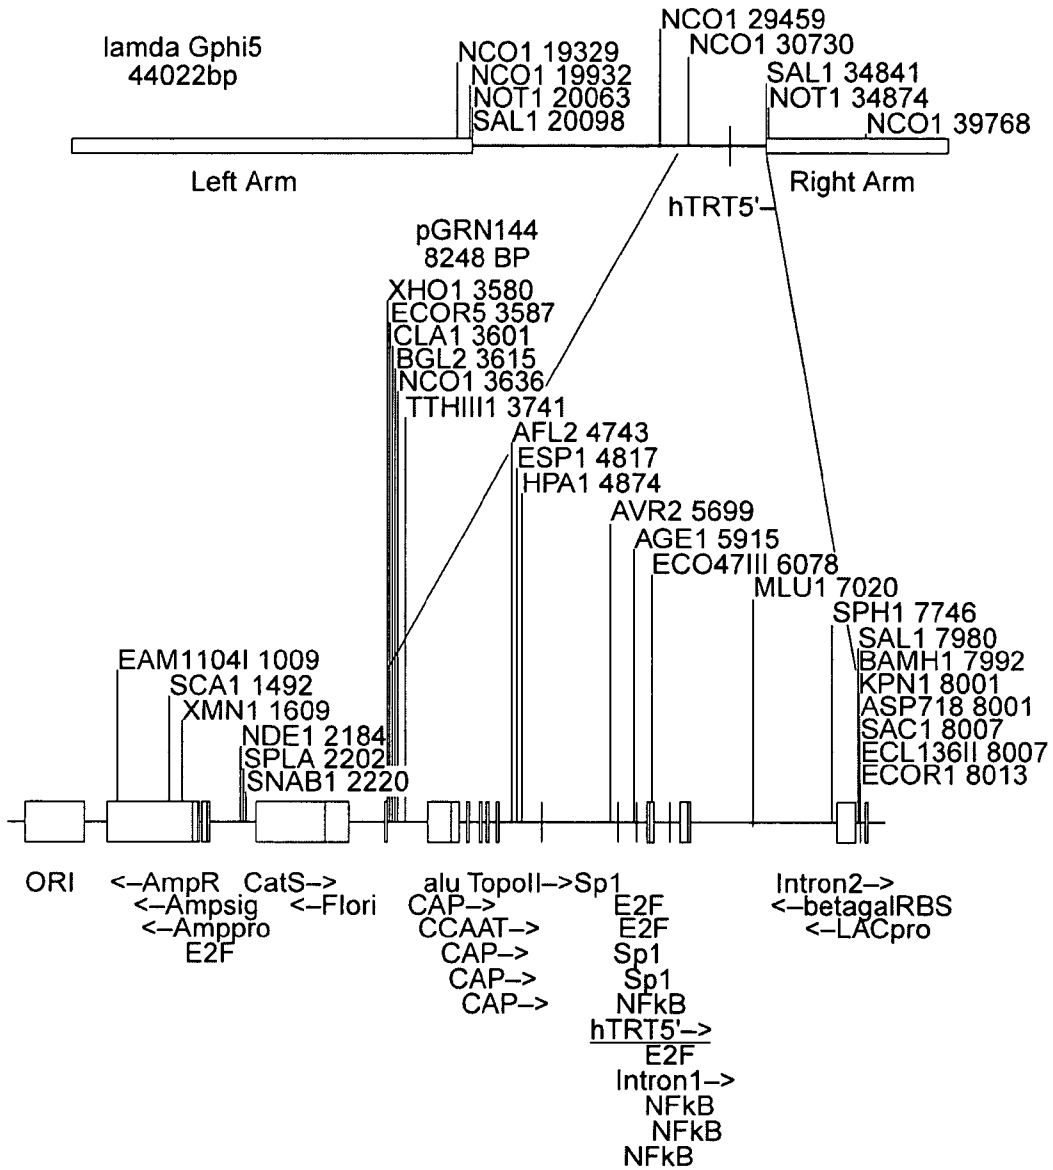 lamda Gphi5
44022bp
NCO1 19329
NCO1 19932
NOT1 20063
SAL1 20098
NCO1 29459
NCO1 30730
SAL1 34841
NOT1 34874
NCO1 39768
Left Arm
Right Arm
hTRT5'–
pGRN144
8248 BP
XHO1 3580
ECOR5 3587
CLA1 3601
BGL2 3615
NCO1 3636
TTHIII1 3741
AFL2 4743
ESP1 4817
HPA1 4874
AVR2 5699
AGE1 5915
ECO47III 6078
MLU1 7020
SPH1 7746
SAL1 7980
BAMH1 7992
KPN1 8001
ASP718 8001
SAC1 8007
ECL136II 8007
ECOR1 8013
EAM1104I 1009
SCA1 1492
XMN1 1609
NDE1 2184
SPLA 2202
SNAB1 2220
ORI
<–AmpR
<–Ampsig
<–Amppro
E2F
CatS–>
<–Flori
alu TopoII–>Sp1
CAP–>
CCAAT–>
CAP–>
CAP–>
CAP–>
E2F
E2F
Sp1
Sp1
NFkB
hTRT5'–>
E2F
Intron1–>
NFkB
NFkB
NFkB
Intron2–>
<–betagalRBS
<–LACpro